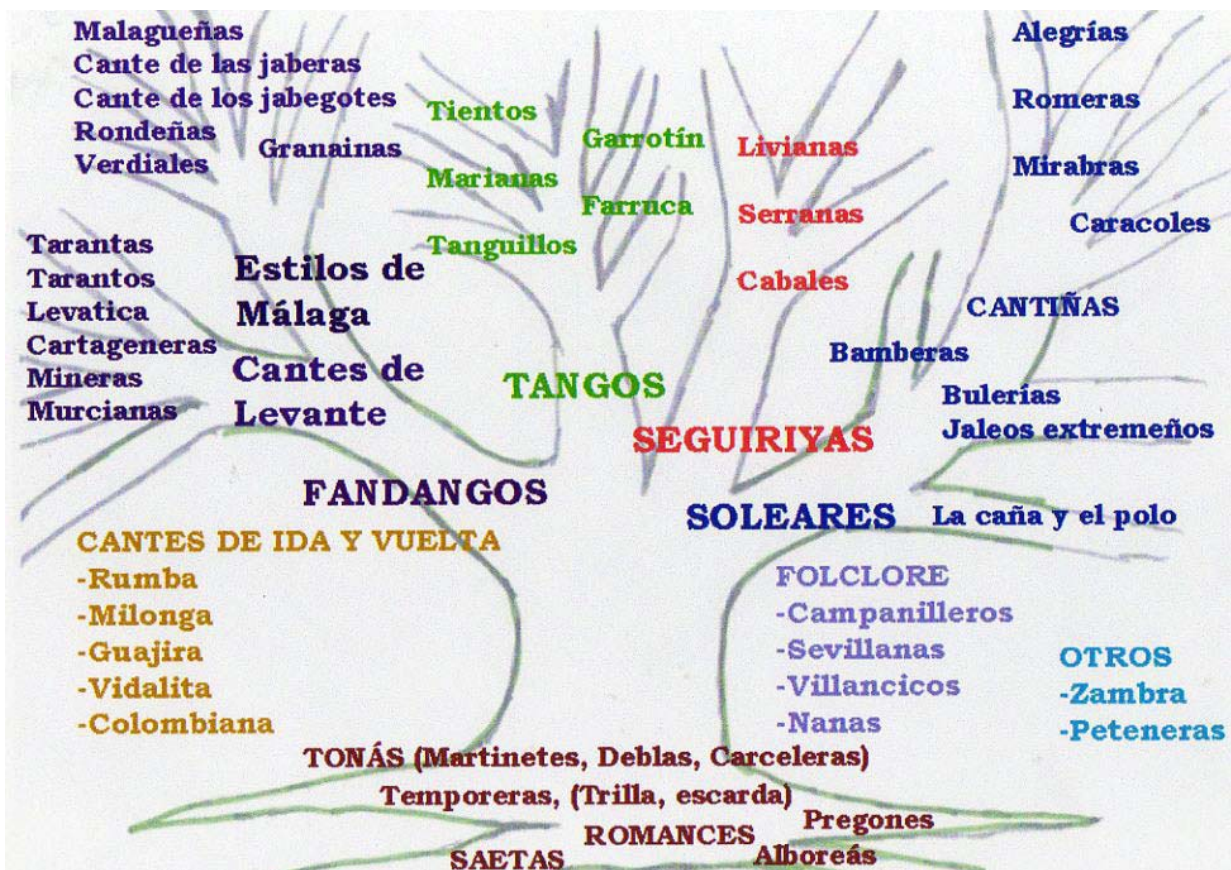 Malagueñas
Cante de las jaberas
Cante de los jabegotes
Rondeñas
Verdiales
Granainas
Tarantas
Tarantos
Levatica
Cartageneras
Mineras
Murcianas
Estilos de
Málaga
Cantes de
Levante
FANDANGOS
Tientos
Marianas
Tanguillos
Garrotín
Farruca
TANGOS
Livianas
Serranas
Cabales
SEGUIRIYAS
Alegrías
Romeras
Mirabras
Caracoles
CANTIÑAS
Bamberas
Bulerías
Jaleos extremeños
SOLEARES
La caña y el polo
CANTES DE IDA Y VUELTA
-Rumba
-Milonga
-Guajira
-Vidalita
-Colombiana
FOLCLORE
-Campanilleros
-Sevillanas
-Villancicos
-Nanas
OTROS
-Zambra
-Peteneras
TONÁS (Martinetes, Deblas, Carceleras)
Temporeras, (Trilla, escarda)
ROMANCES
Pregones
SAETAS
Alboreás